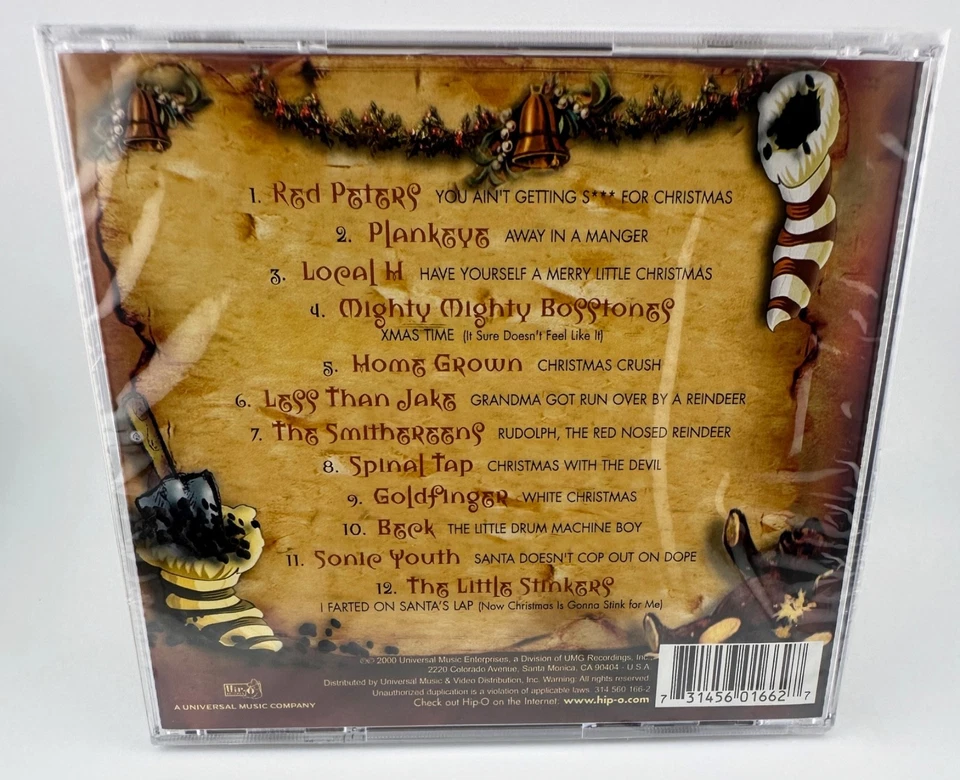 1. Red Peters YOU AIN'T GETTING S*** FOR CHRISTMAS
2. Plankeye AWAY IN A MANGER
3. Local H HAVE YOURSELF A MERRY LITTLE CHRISTMAS
4. Mighty Mighty Bosstones
XMAS TIME (It Sure Doesn't Feel Like It)
5. Home Grown CHRISTMAS CRUSH
6. Less Than Jake GRANDMA GOT RUN OVER BY A REINDEER
7. The Smithereens RUDOLPH, THE RED NOSED REINDEER
8. Spinal Tap CHRISTMAS WITH THE DEVIL
9. Goldfinger WHITE CHRISTMAS
10. Beck THE LITTLE DRUM MACHINE BOY
11. Sonic Youth SANTA DOESN'T COP OUT ON DOPE
12. The Little Stinkers
I FARTED ON SANTA'S LAP (Now Christmas Is Gonna Stink for Me)
℗© 2000 Universal Music Enterprises, a Division of UMG Recordings, Inc.,
2220 Colorado Avenue, Santa Monica, CA 90404 - U.S.A.
Distributed by Universal Music & Video Distribution, Inc. Warning: All rights reserved.
Unauthorized duplication is a violation of applicable laws. 314 560 166-2
Check out Hip-O on the Internet: www.hip-o.com
Hip-O
A UNIVERSAL MUSIC COMPANY
7 31456 01662 7